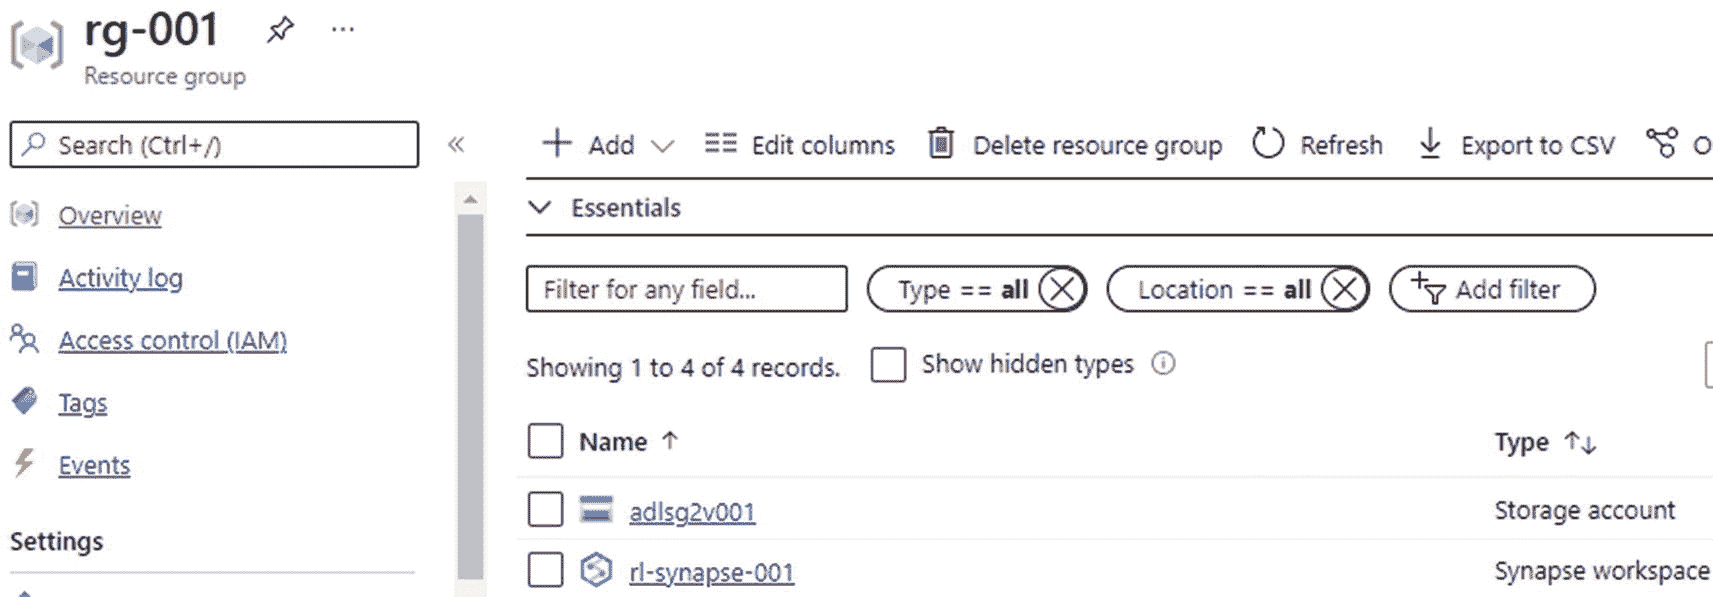 rg-001
...
Resource group
Search (Ctrl+/)
«
Overview
Activity log
Access control (IAM)
Tags
Events
Settings
Add
Edit columns
Delete resource group
Refresh
Export to CSV
O
Essentials
Filter for any field...
Type == all
Location == all
Add filter
Showing 1 to 4 of 4 records.
Show hidden types
Name ↑
Type ↑↓
adlsg2v001
Storage account
rl-synapse-001
Synapse workspace